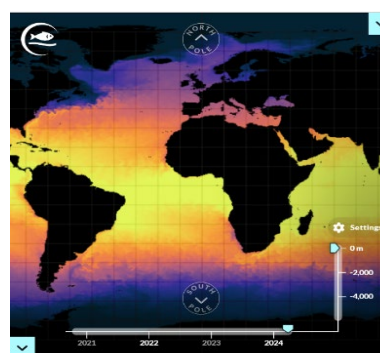 NORTH
POLE
Settings
0 m
-2,000
-4,000
SOUTH
POLE
2021 2022 2023 2024